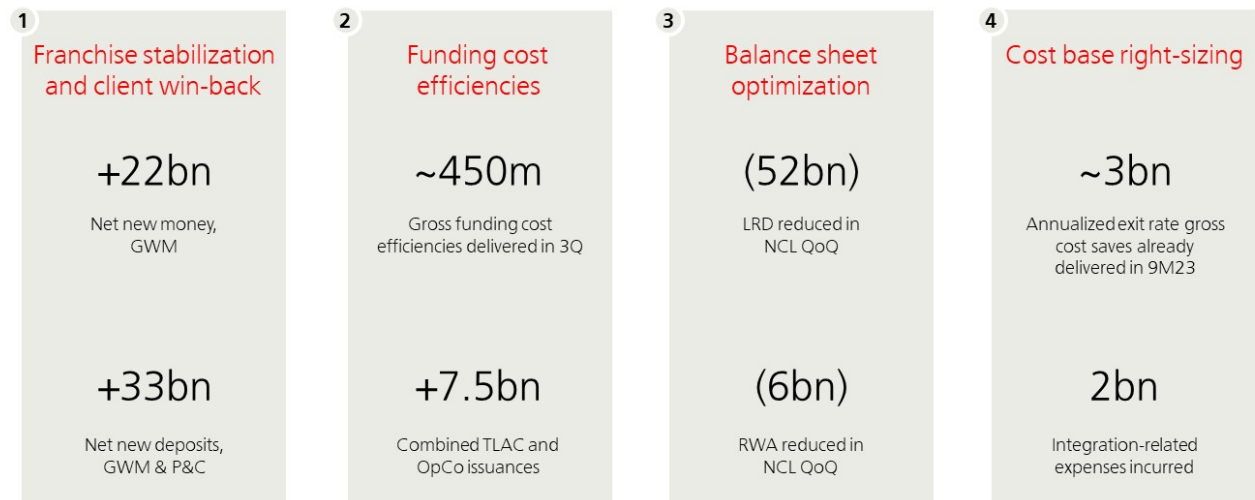 1
Franchise stabilization
and client win-back
+22bn
Net new money,
GWM
+33bn
Net new deposits,
GWM & P&C
2
Funding cost
efficiencies
~450m
Gross funding cost
efficiencies delivered in 3Q
+7.5bn
Combined TLAC and
OpCo issuances
3
Balance sheet
optimization
(52bn)
LRD reduced in
NCL QoQ
(6bn)
RWA reduced in
NCL QoQ
4
Cost base right-sizing
~3bn
Annualized exit rate gross
cost saves already
delivered in 9M23
2bn
Integration-related
expenses incurred